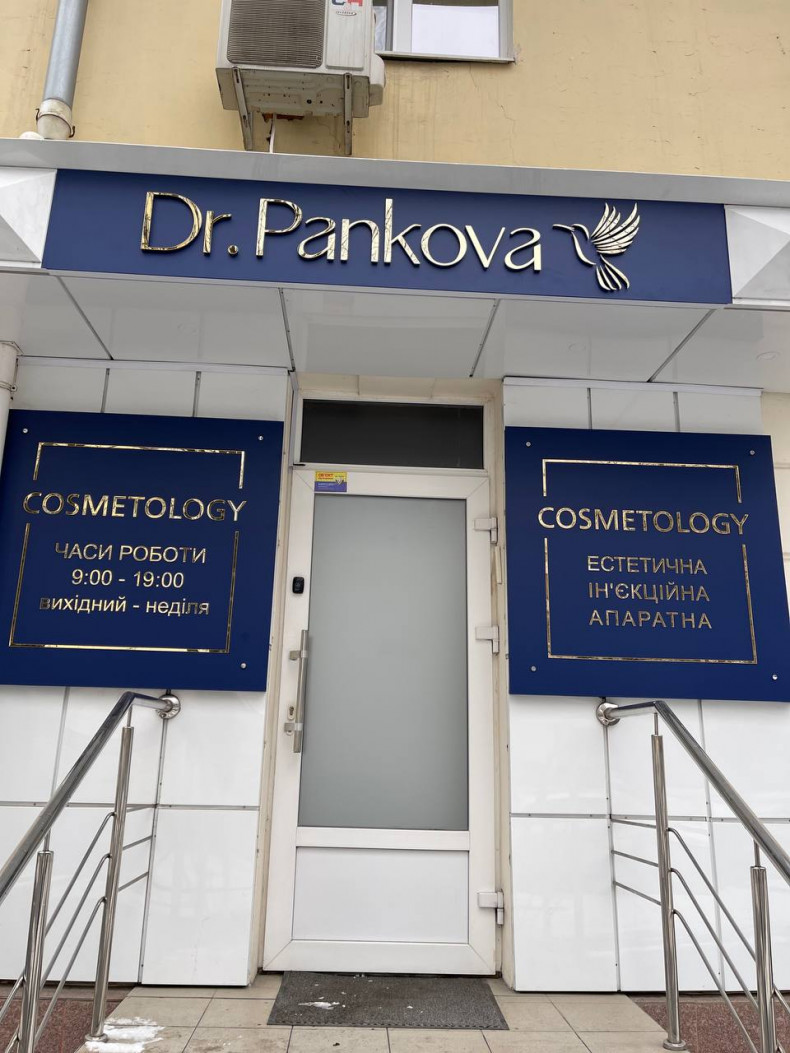 Dr. Pankova
COSMETOLOGY
ЧАСИ РОБОТИ
9:00 - 19:00
вихідний - неділя
COSMETOLOGY
ЕСТЕТИЧНА
ІН'ЄКЦІЙНА
АПАРАТНА